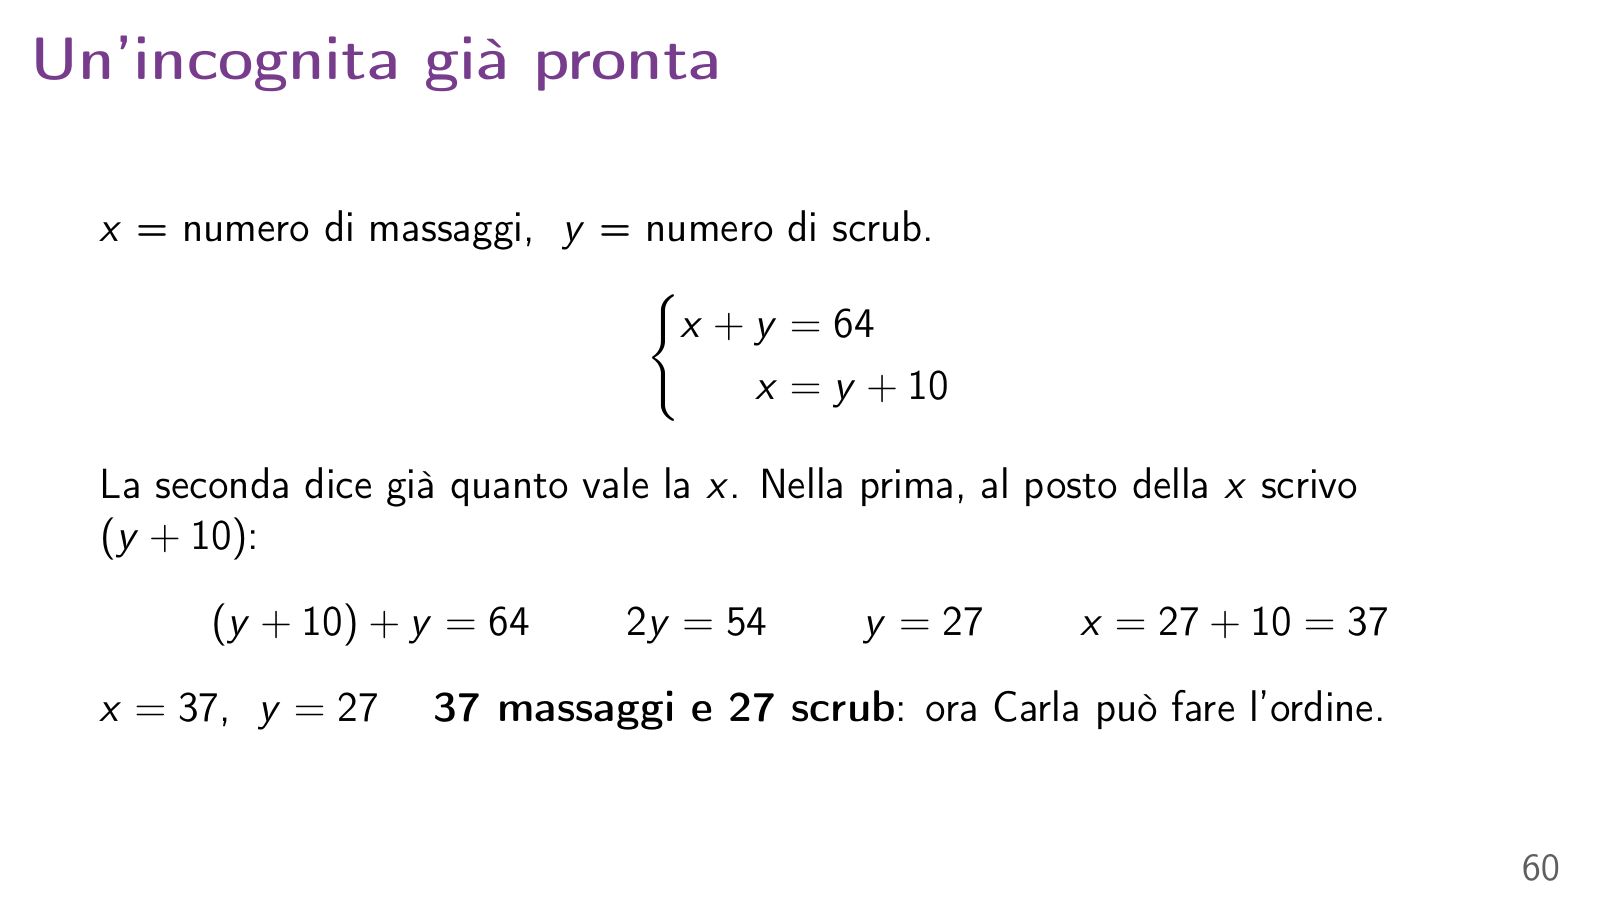 Un'incognita già pronta
x = numero di massaggi, y = numero di scrub.
x + y = 64
x = y + 10
La seconda dice già quanto vale la x. Nella prima, al posto della x scrivo
(y + 10):
(y + 10) + y = 64 2y = 54 y = 27 x = 27 + 10 = 37
x = 37, y = 27 37 massaggi e 27 scrub: ora Carla può fare l'ordine.
60